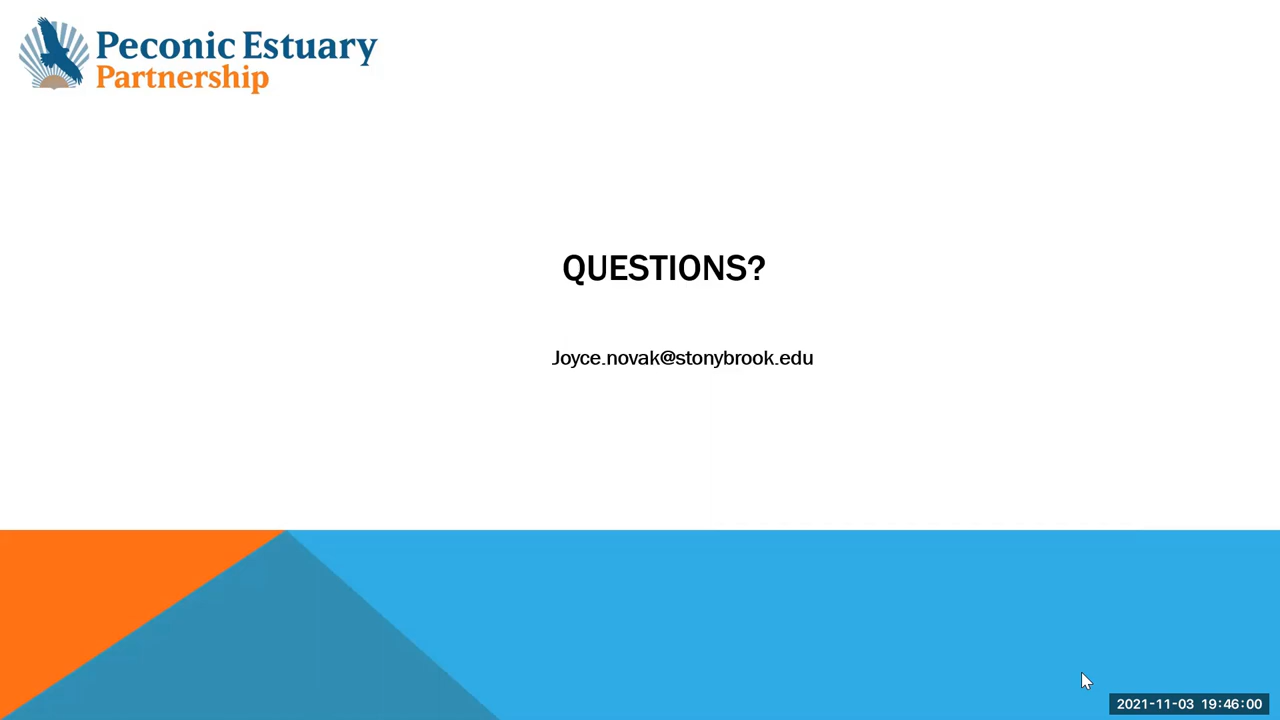 Peconic Estuary
Partnership
QUESTIONS?
Joyce.novak@stonybrook.edu
2021-11-03 19:46:00